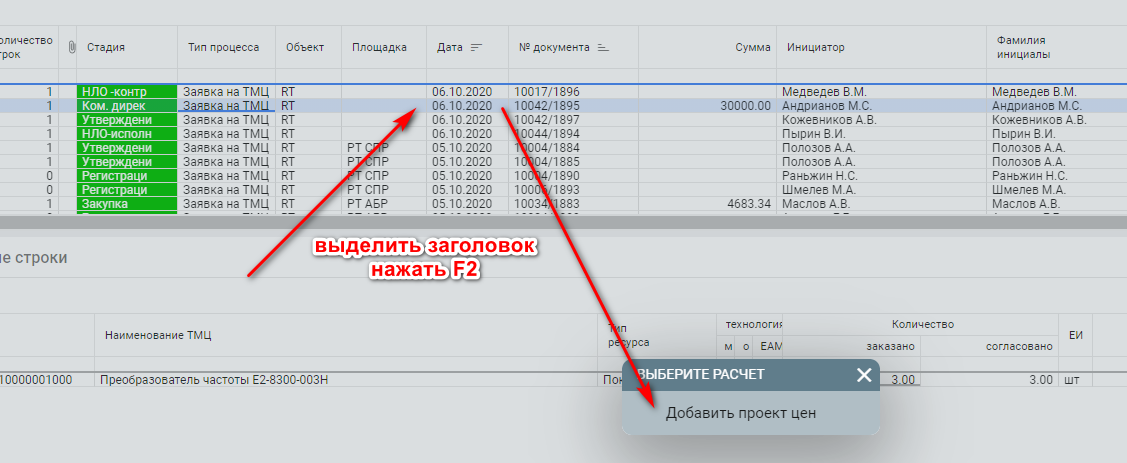 оличество
трок
Стадия Тип процесса Объект Площадка Дата № документа Сумма Инициатор Фамилия инициалы
1 НЛО -контр Заявка на ТМЦ RT 06.10.2020 10017/1896 Медведев В.М. Медведев В.М.
1 Ком. дирек Заявка на ТМЦ RT 06.10.2020 10042/1895 30000.00 Андрианов М.С. Андрианов М.С.
1 Утверждени Заявка на ТМЦ RT 06.10.2020 10042/1897 Кожевников А.В. Кожевников А.В.
1 НЛО-исполн Заявка на ТМЦ RT 06.10.2020 10044/1894 Пырин В.И. Пырин В.И.
1 Утверждени Заявка на ТМЦ RT РТ СПР 05.10.2020 10004/1884 Полозов А.А. Полозов А.А.
1 Утверждени Заявка на ТМЦ RT РТ СПР 05.10.2020 10004/1885 Полозов А.А. Полозов А.А.
0 Регистраци Заявка на ТМЦ RT РТ СПР 05.10.2020 10004/1890 Раньжин Н.С. Раньжин Н.С.
0 Регистраци Заявка на ТМЦ RT РТ СПР 05.10.2020 10006/1893 Шмелев М.А. Шмелев М.А.
1 Закупка Заявка на ТМЦ RT РТ АБР 05.10.2020 10034/1883 4683.34 Маслов А.В. Маслов А.В.
выделить заголовок
нажать F2
е строки
Наименование ТМЦ Тип ресурса технология Количество ЕИ
м о ЕАМ заказано согласовано
10000001000 Преобразователь частоты E2-8300-003H Пок 3.00 3.00 шт
ВЫБЕРИТЕ РАСЧЕТ
Добавить проект цен